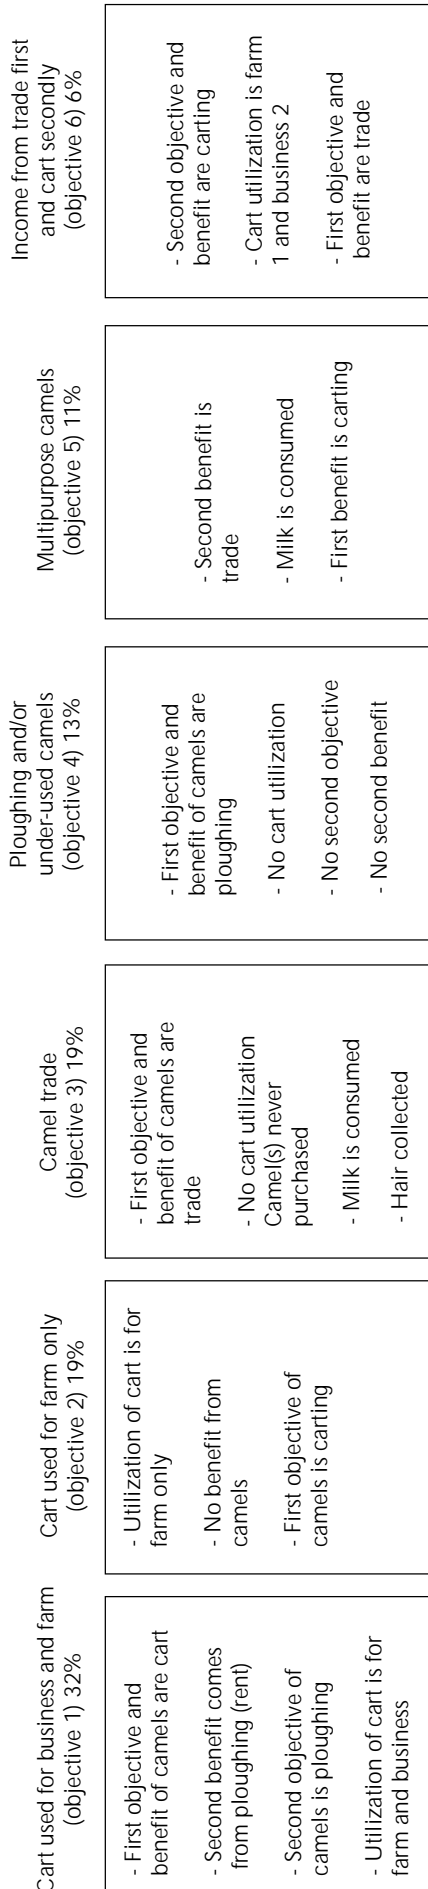 Cart used for business and farm
(objective 1) 32%
- First objective and
benefit of camels are cart
- Second benefit comes
from ploughing (rent)
- Second objective of
camels is ploughing
- Utilization of cart is for
farm and business
Cart used for farm only
(objective 2) 19%
- Utilization of cart is for
farm only
- No benefit from
camels
- First objective of
camels is carting
Camel trade
(objective 3) 19%
- First objective and
benefit of camels are
trade
- No cart utilization
Camel(s) never
purchased
- Milk is consumed
- Hair collected
Ploughing and/or
under-used camels
(objective 4) 13%
- First objective and
benefit of camels are
ploughing
- No cart utilization
- No second objective
- No second benefit
Multipurpose camels
(objective 5) 11%
- Second benefit is
trade
- Milk is consumed
- First benefit is carting
Income from trade first
and cart secondly
(objective 6) 6%
- Second objective and
benefit are carting
- Cart utilization is farm
1 and business 2
- First objective and
benefit are trade